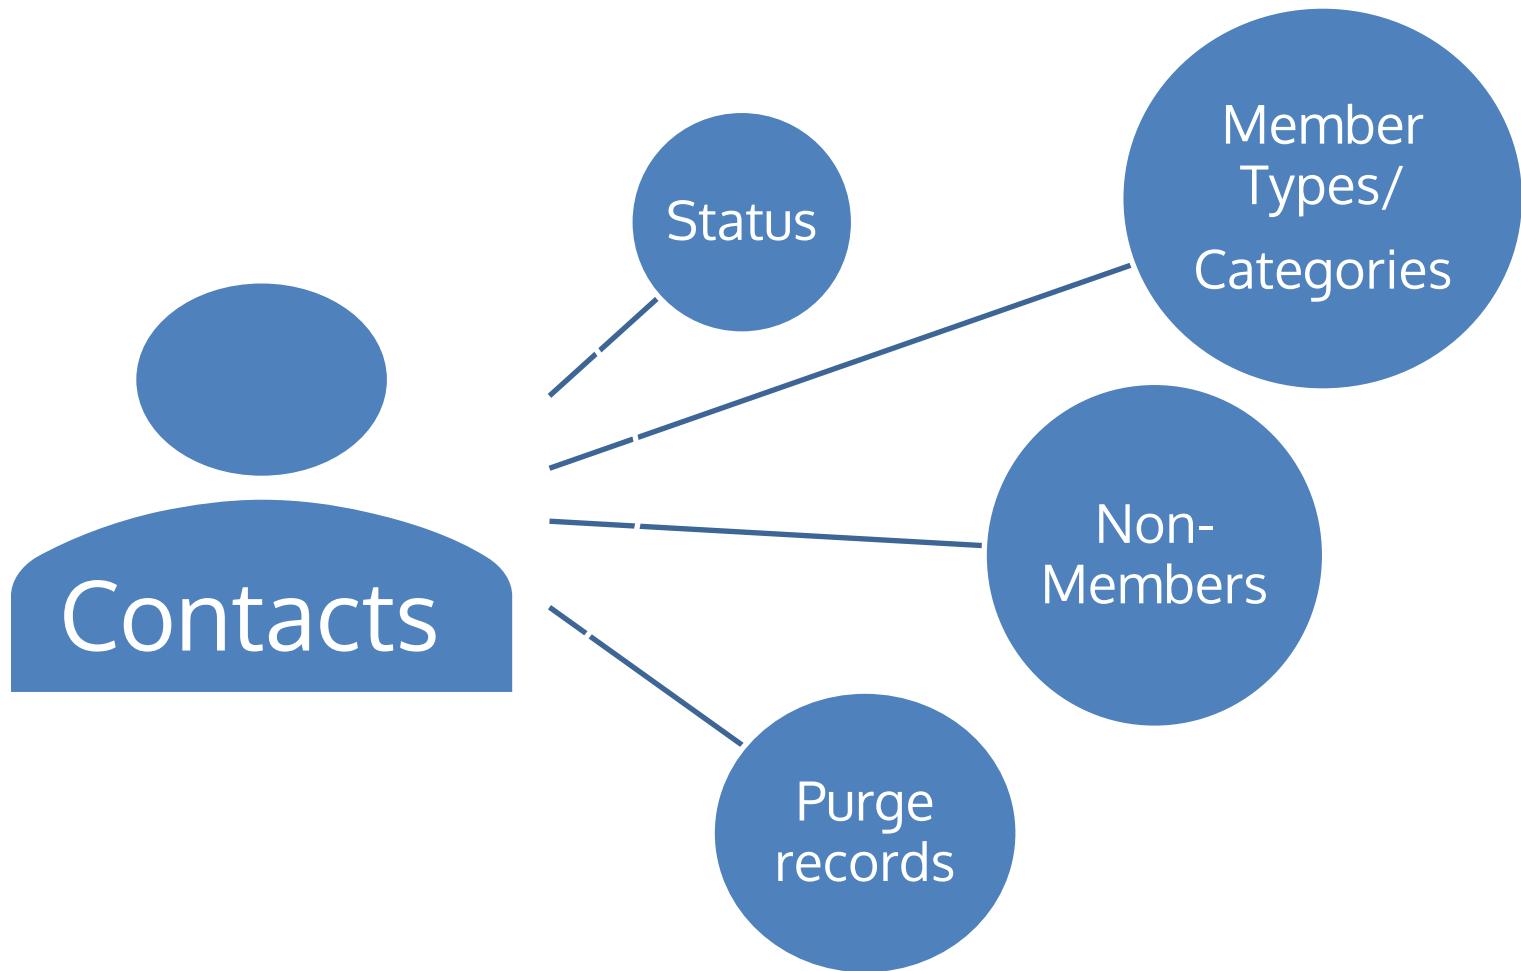 Member
Types/
Categories
Status
Contacts
Non-
Members
Purge
records